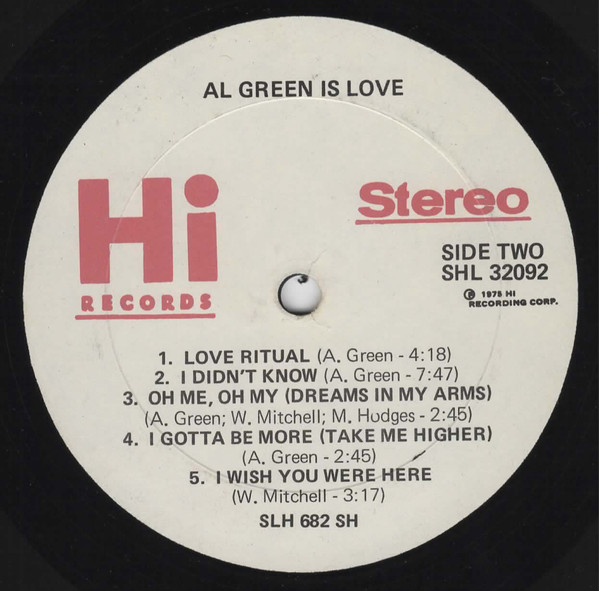 AL GREEN IS LOVE
Hi
RECORDS
Stereo
SIDE TWO
SHL 32092
℗ 1975 HI
RECORDING CORP.
1. LOVE RITUAL (A. Green - 4:18)
2. I DIDN'T KNOW (A. Green - 7:47)
3. OH ME, OH MY (DREAMS IN MY ARMS)
(A. Green; W. Mitchell; M. Hodges - 2:45)
4. I GOTTA BE MORE (TAKE ME HIGHER)
(A. Green - 2:45)
5. I WISH YOU WERE HERE
(W. Mitchell - 3:17)
SLH 682 SH